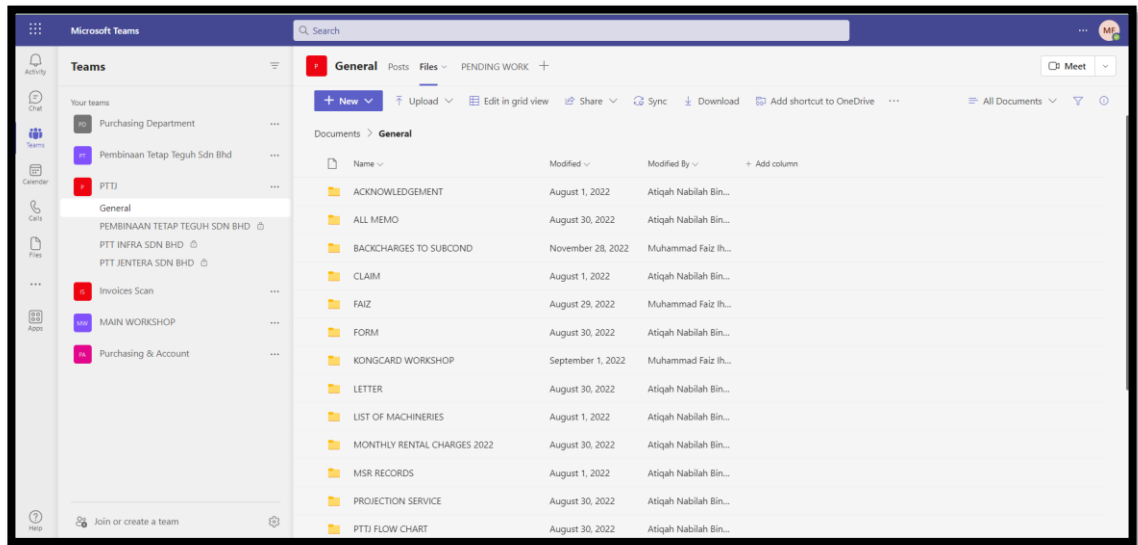 Microsoft Teams
Search
MF
Activity
Chat
Teams
Calendar
Calls
Files
Apps
Help
Teams
Your teams
PD Purchasing Department
PT Pembinaan Tetap Teguh Sdn Bhd
P PTTJ
General
PEMBINAAN TETAP TEGUH SDN BHD
PTT INFRA SDN BHD
PTT JENTERA SDN BHD
IS Invoices Scan
MW MAIN WORKSHOP
PA Purchasing & Account
Join or create a team
P General Posts Files PENDING WORK + Meet
+ New Upload Edit in grid view Share Sync Download Add shortcut to OneDrive ... All Documents
Documents > General
Name Modified Modified By + Add column
ACKNOWLEDGEMENT August 1, 2022 Atiqah Nabilah Bin...
ALL MEMO August 30, 2022 Atiqah Nabilah Bin...
BACKCHARGES TO SUBCOND November 28, 2022 Muhammad Faiz Ih...
CLAIM August 1, 2022 Atiqah Nabilah Bin...
FAIZ August 29, 2022 Muhammad Faiz Ih...
FORM August 30, 2022 Atiqah Nabilah Bin...
KONGCARD WORKSHOP September 1, 2022 Muhammad Faiz Ih...
LETTER August 30, 2022 Atiqah Nabilah Bin...
LIST OF MACHINERIES August 1, 2022 Atiqah Nabilah Bin...
MONTHLY RENTAL CHARGES 2022 August 30, 2022 Atiqah Nabilah Bin...
MSR RECORDS August 1, 2022 Atiqah Nabilah Bin...
PROJECTION SERVICE August 30, 2022 Atiqah Nabilah Bin...
PTTJ FLOW CHART August 30, 2022 Atiqah Nabilah Bin...